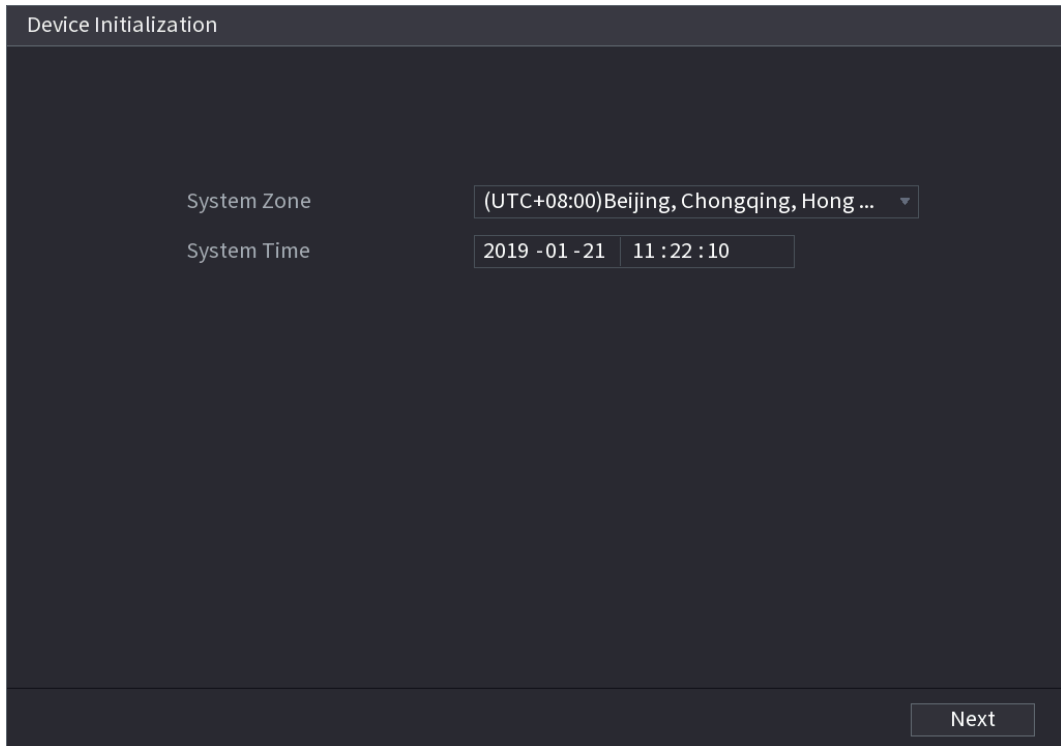 Device Initialization
System Zone (UTC+08:00)Beijing, Chongqing, Hong ...
System Time 2019 -01 -21 11 :22 :10
Next